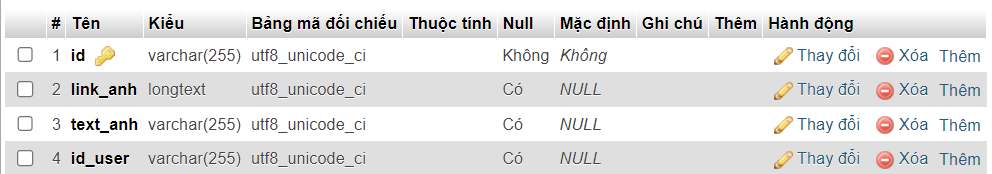 # Tên Kiểu Bảng mã đối chiếu Thuộc tính Null Mặc định Ghi chú Thêm Hành động
1 id varchar(255) utf8_unicode_ci Không Không Thay đổi Xóa Thêm
2 link_anh longtext utf8_unicode_ci Có NULL Thay đổi Xóa Thêm
3 text_anh varchar(255) utf8_unicode_ci Có NULL Thay đổi Xóa Thêm
4 id_user varchar(255) utf8_unicode_ci Có NULL Thay đổi Xóa Thêm